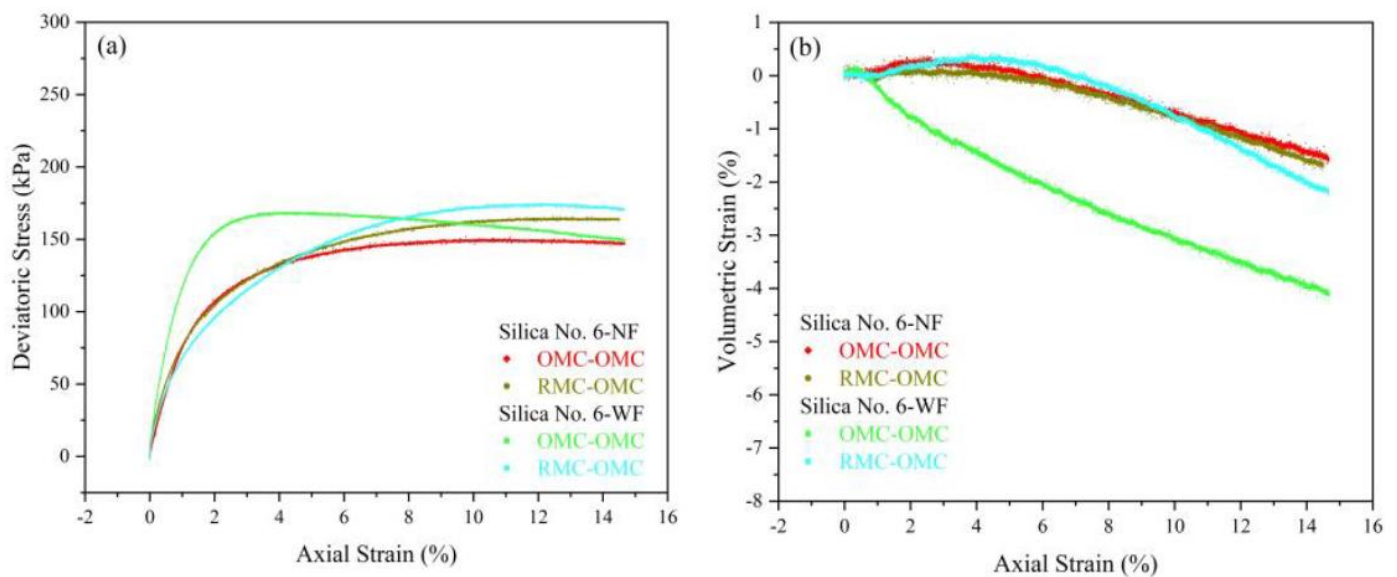 (a)
300
250
200
150
100
50
0
-2 0 2 4 6 8 10 12 14 16
Deviatoric Stress (kPa)
Axial Strain (%)
Silica No. 6-NF
OMC-OMC
RMC-OMC
Silica No. 6-WF
OMC-OMC
RMC-OMC
(b)
1
0
-1
-2
-3
-4
-5
-6
-7
-8
-2 0 2 4 6 8 10 12 14 16
Volumetric Strain (%)
Axial Strain (%)
Silica No. 6-NF
OMC-OMC
RMC-OMC
Silica No. 6-WF
OMC-OMC
RMC-OMC